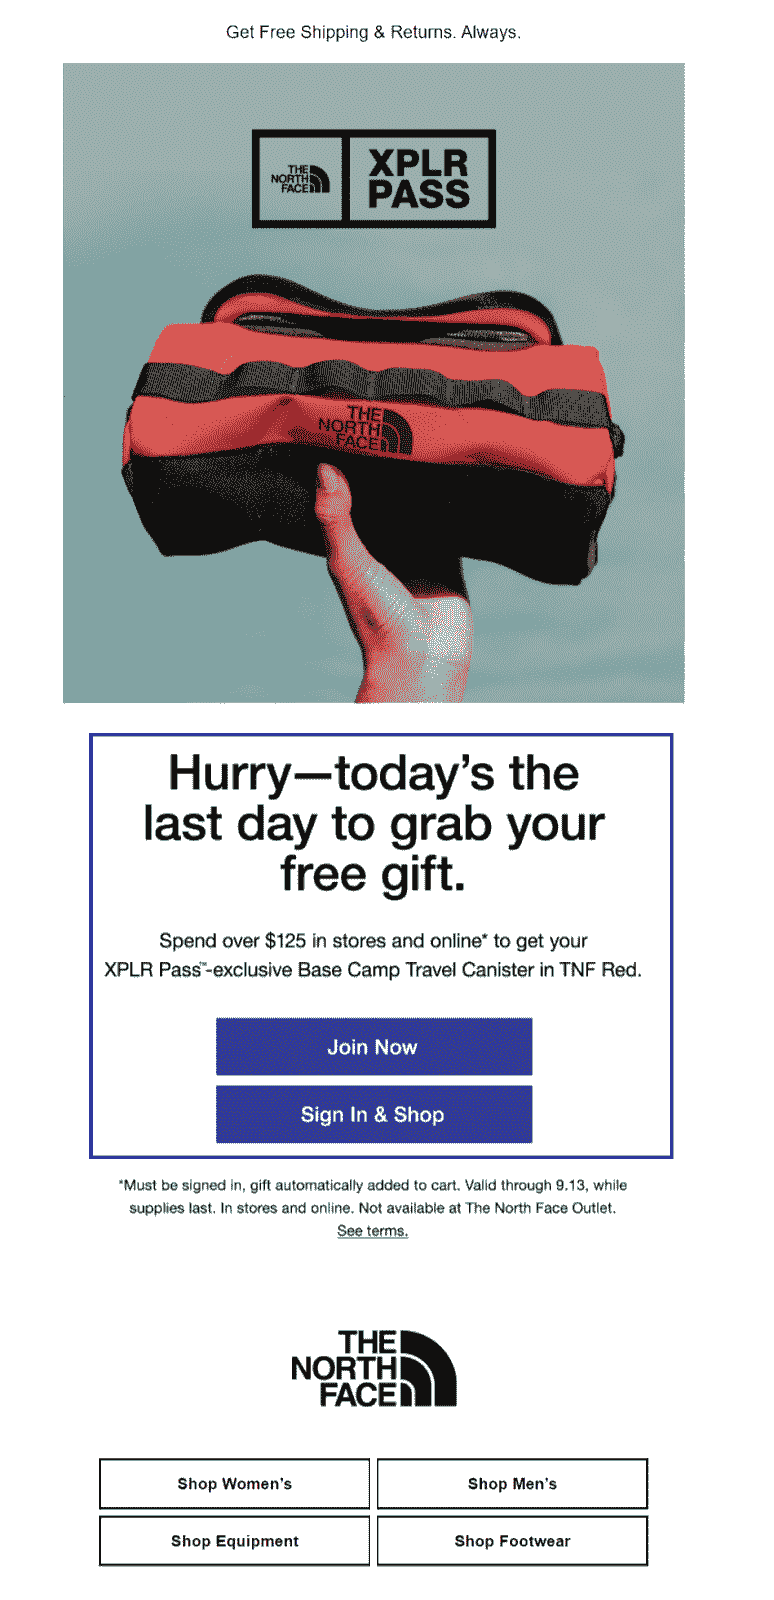 Get Free Shipping & Returns. Always.
THE
NORTH
FACE
XPLR
PASS
THE
NORTH
FACE
Hurry—today's the
last day to grab your
free gift.
Spend over $125 in stores and online* to get your
XPLR Pass™-exclusive Base Camp Travel Canister in TNF Red.
Join Now
Sign In & Shop
*Must be signed in, gift automatically added to cart. Valid through 9.13, while
supplies last. In stores and online. Not available at The North Face Outlet.
See terms.
THE
NORTH
FACE
Shop Women's
Shop Men's
Shop Equipment
Shop Footwear